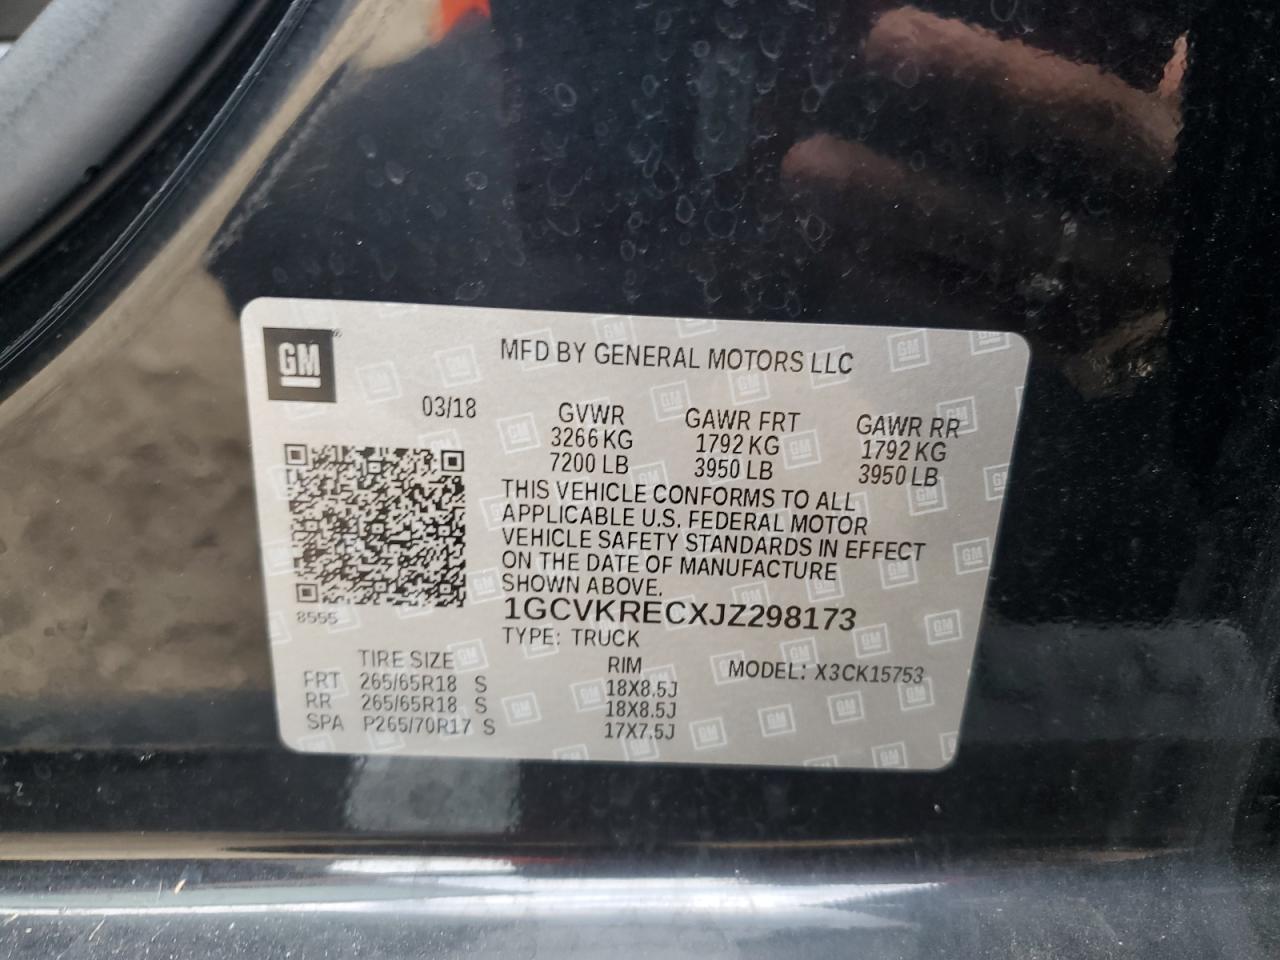 GM
MFD BY GENERAL MOTORS LLC
03/18
GVWR GAWR FRT GAWR RR
3266 KG 1792 KG 1792 KG
7200 LB 3950 LB 3950 LB
THIS VEHICLE CONFORMS TO ALL
APPLICABLE U.S. FEDERAL MOTOR
VEHICLE SAFETY STANDARDS IN EFFECT
ON THE DATE OF MANUFACTURE
SHOWN ABOVE.
8555
1GCVKRECXJZ298173
TYPE: TRUCK
TIRE SIZE RIM MODEL: X3CK15753
FRT 265/65R18 S 18X8.5J
RR 265/65R18 S 18X8.5J
SPA P265/70R17 S 17X7.5J